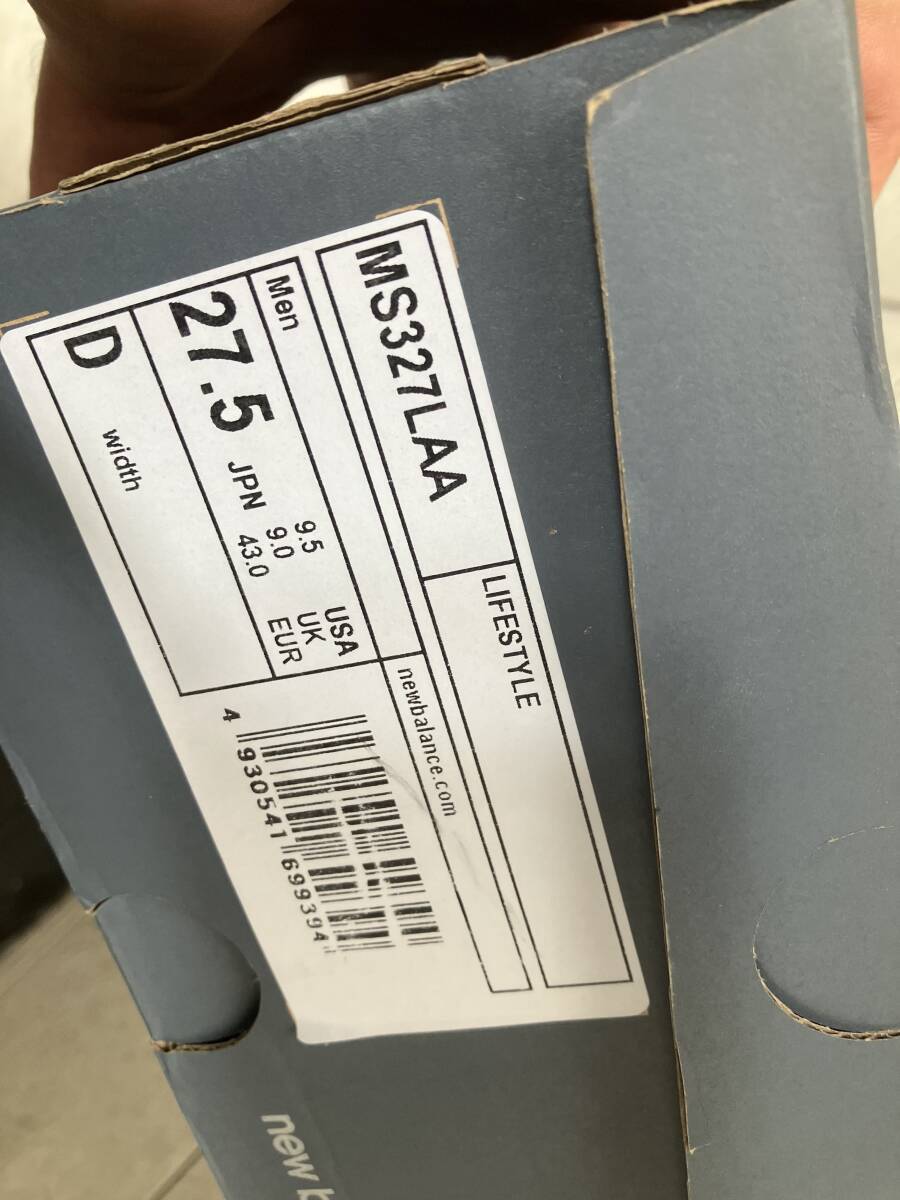 MS327LAA LIFESTYLE
newbalance.com
Men
27.5 JPN
9.5 USA
9.0 UK
43.0 EUR
D width
4 930541 699394
new b